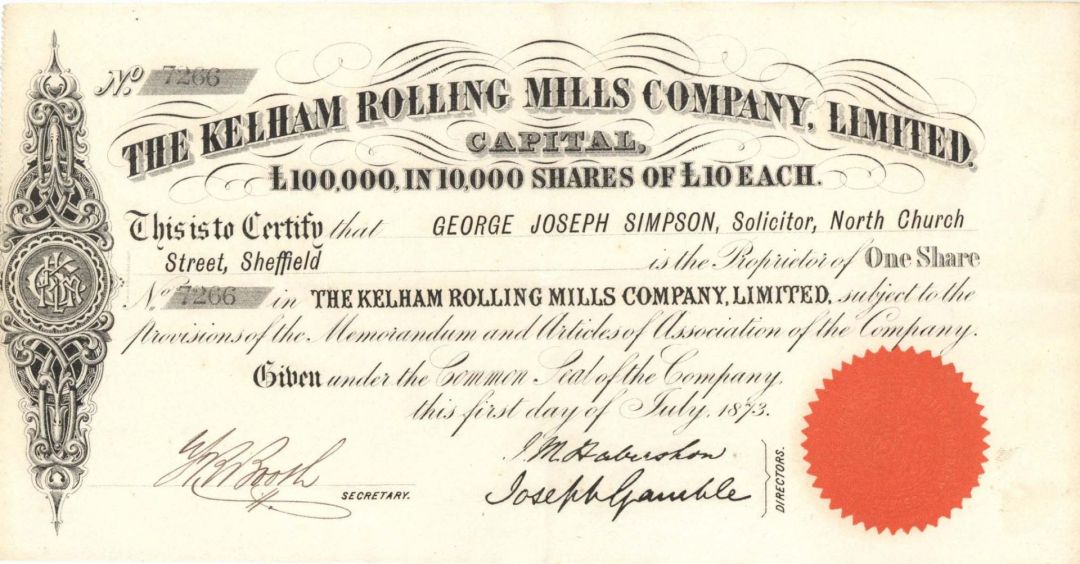 No. 7266
THE KELHAM ROLLING MILLS COMPANY, LIMITED.
CAPITAL,
£100,000, IN 10,000 SHARES OF £10 EACH.
This is to Certify that GEORGE JOSEPH SIMPSON, Solicitor, North Church
Street, Sheffield is the Proprietor of One Share
No. 7266 in THE KELHAM ROLLING MILLS COMPANY, LIMITED, subject to the
provisions of the Memorandum and Articles of Association of the Company.
Given under the Common Seal of the Company,
this first day of July, 1873.
J. M. Habershon
Booth
SECRETARY.
Joseph Gamble
DIRECTORS.